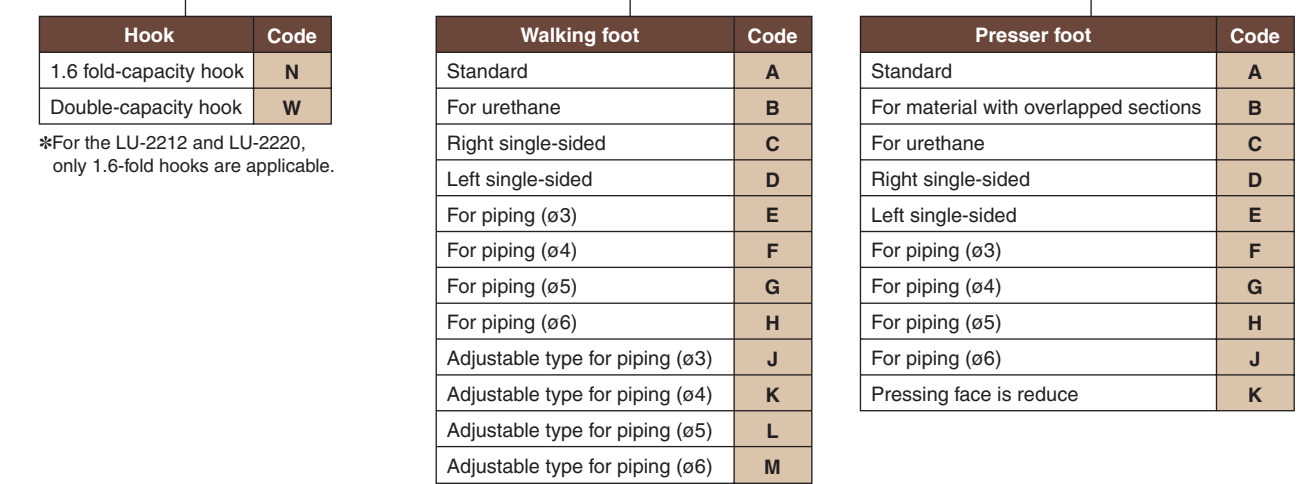 Hook Code
1.6 fold-capacity hook N
Double-capacity hook W
✽For the LU-2212 and LU-2220,
only 1.6-fold hooks are applicable.
Walking foot Code
Standard A
For urethane B
Right single-sided C
Left single-sided D
For piping (ø3) E
For piping (ø4) F
For piping (ø5) G
For piping (ø6) H
Adjustable type for piping (ø3) J
Adjustable type for piping (ø4) K
Adjustable type for piping (ø5) L
Adjustable type for piping (ø6) M
Presser foot Code
Standard A
For material with overlapped sections B
For urethane C
Right single-sided D
Left single-sided E
For piping (ø3) F
For piping (ø4) G
For piping (ø5) H
For piping (ø6) J
Pressing face is reduce K